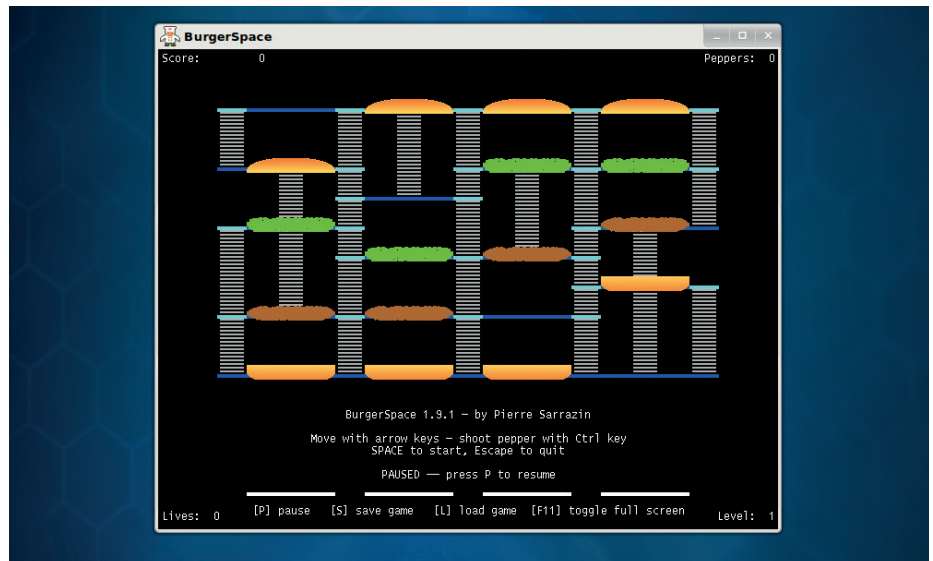 BurgerSpace
Score: 0 Peppers: 0
BurgerSpace 1.9.1 – by Pierre Sarrazin
Move with arrow keys – shoot pepper with Ctrl key
SPACE to start, Escape to quit
PAUSED –– press P to resume
[P] pause [S] save game [L] load game [F11] toggle full screen
Lives: 0 Level: 1